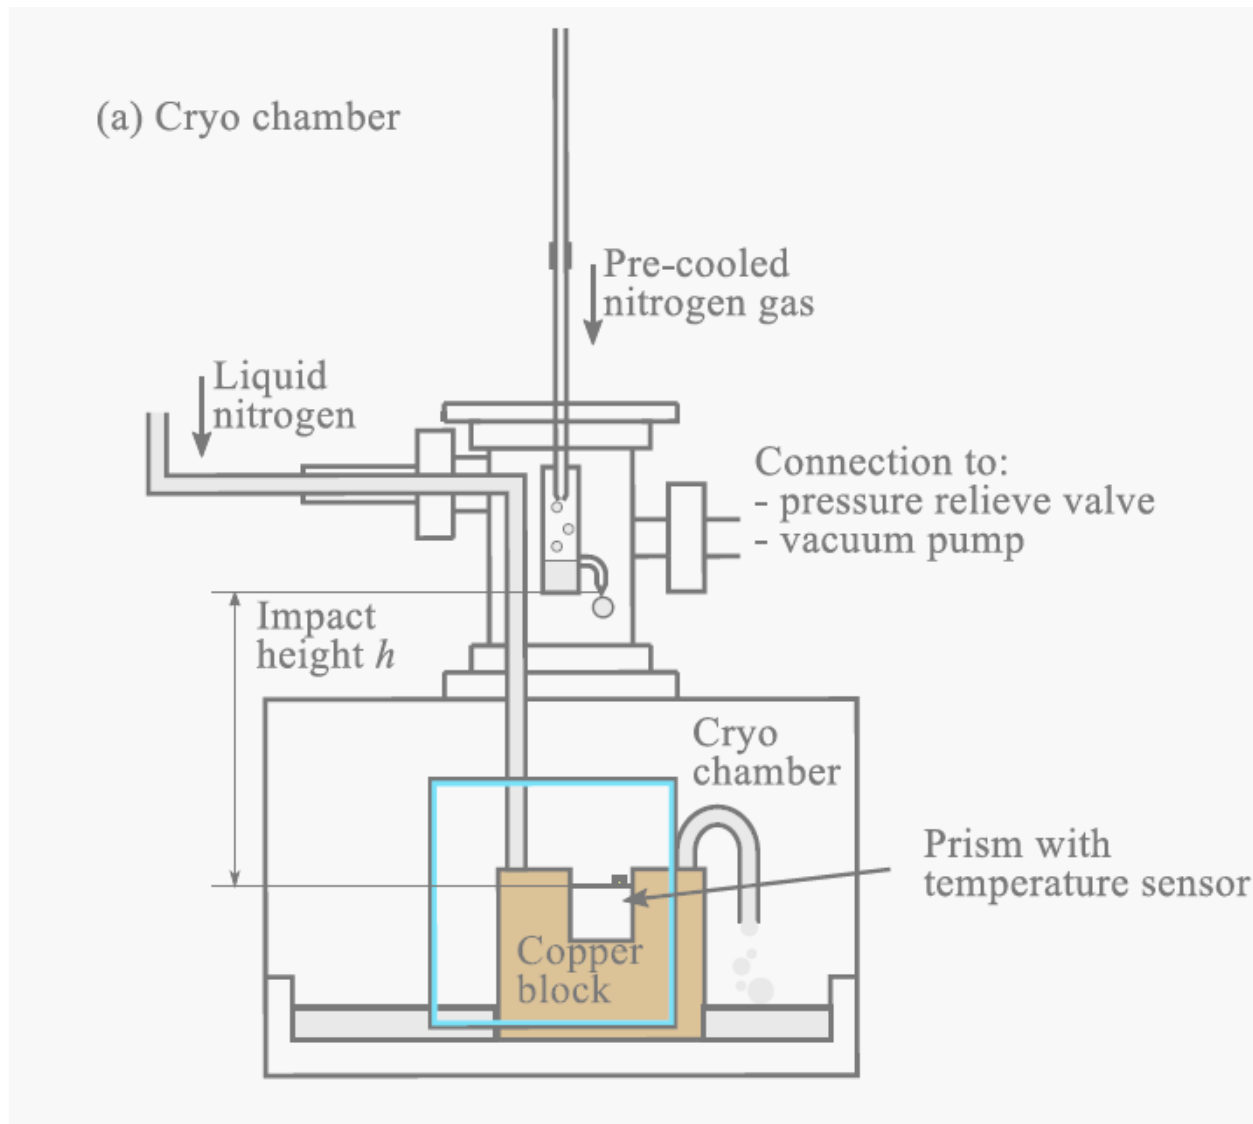 (a) Cryo chamber
Pre-cooled
nitrogen gas
Liquid
nitrogen
Connection to:
- pressure relieve valve
- vacuum pump
Impact
height h
Cryo
chamber
Prism with
temperature sensor
Copper
block